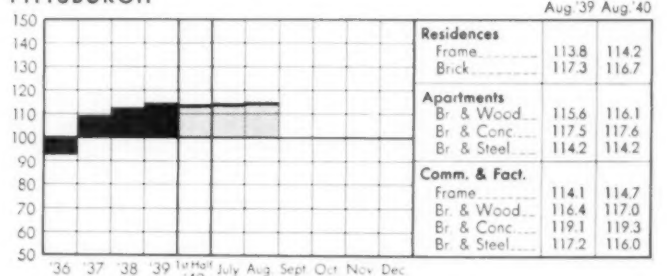 PITTSBURGH
Aug.'39 Aug.'40
150
140
130
120
110
100
90
80
70
60
50
'36 '37 '38 '39 1st Half '40 July Aug. Sept. Oct. Nov. Dec.
Residences
Frame 113.8 114.2
Brick 117.3 116.7
Apartments
Br. & Wood 115.6 116.1
Br. & Conc. 117.5 117.6
Br. & Steel 114.2 114.2
Comm. & Fact.
Frame 114.1 114.7
Br. & Wood 116.4 117.0
Br. & Conc. 119.1 119.3
Br. & Steel 117.2 116.0